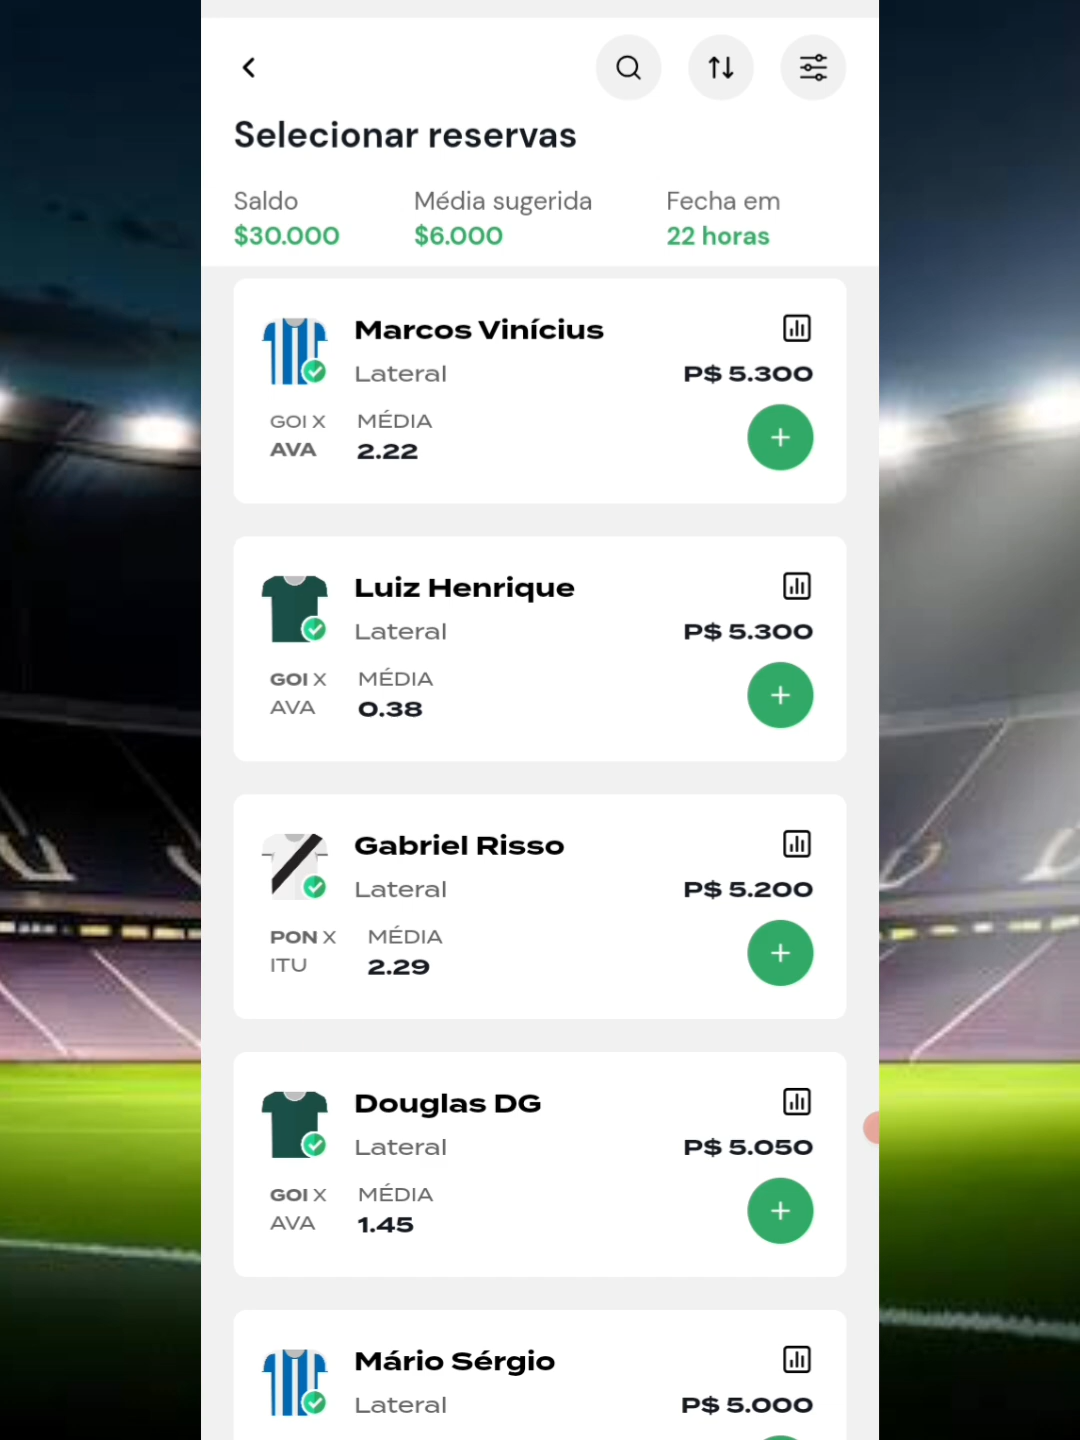 Selecionar reservas
Saldo
$30.000
Média sugerida
$6.000
Fecha em
22 horas
Marcos Vinícius
Lateral
P$ 5.300
GOI X
AVA
MÉDIA
2.22
Luiz Henrique
Lateral
P$ 5.300
GOI X
AVA
MÉDIA
0.38
Gabriel Risso
Lateral
P$ 5.200
PON X
ITU
MÉDIA
2.29
Douglas DG
Lateral
P$ 5.050
GOI X
AVA
MÉDIA
1.45
Mário Sérgio
Lateral
P$ 5.000